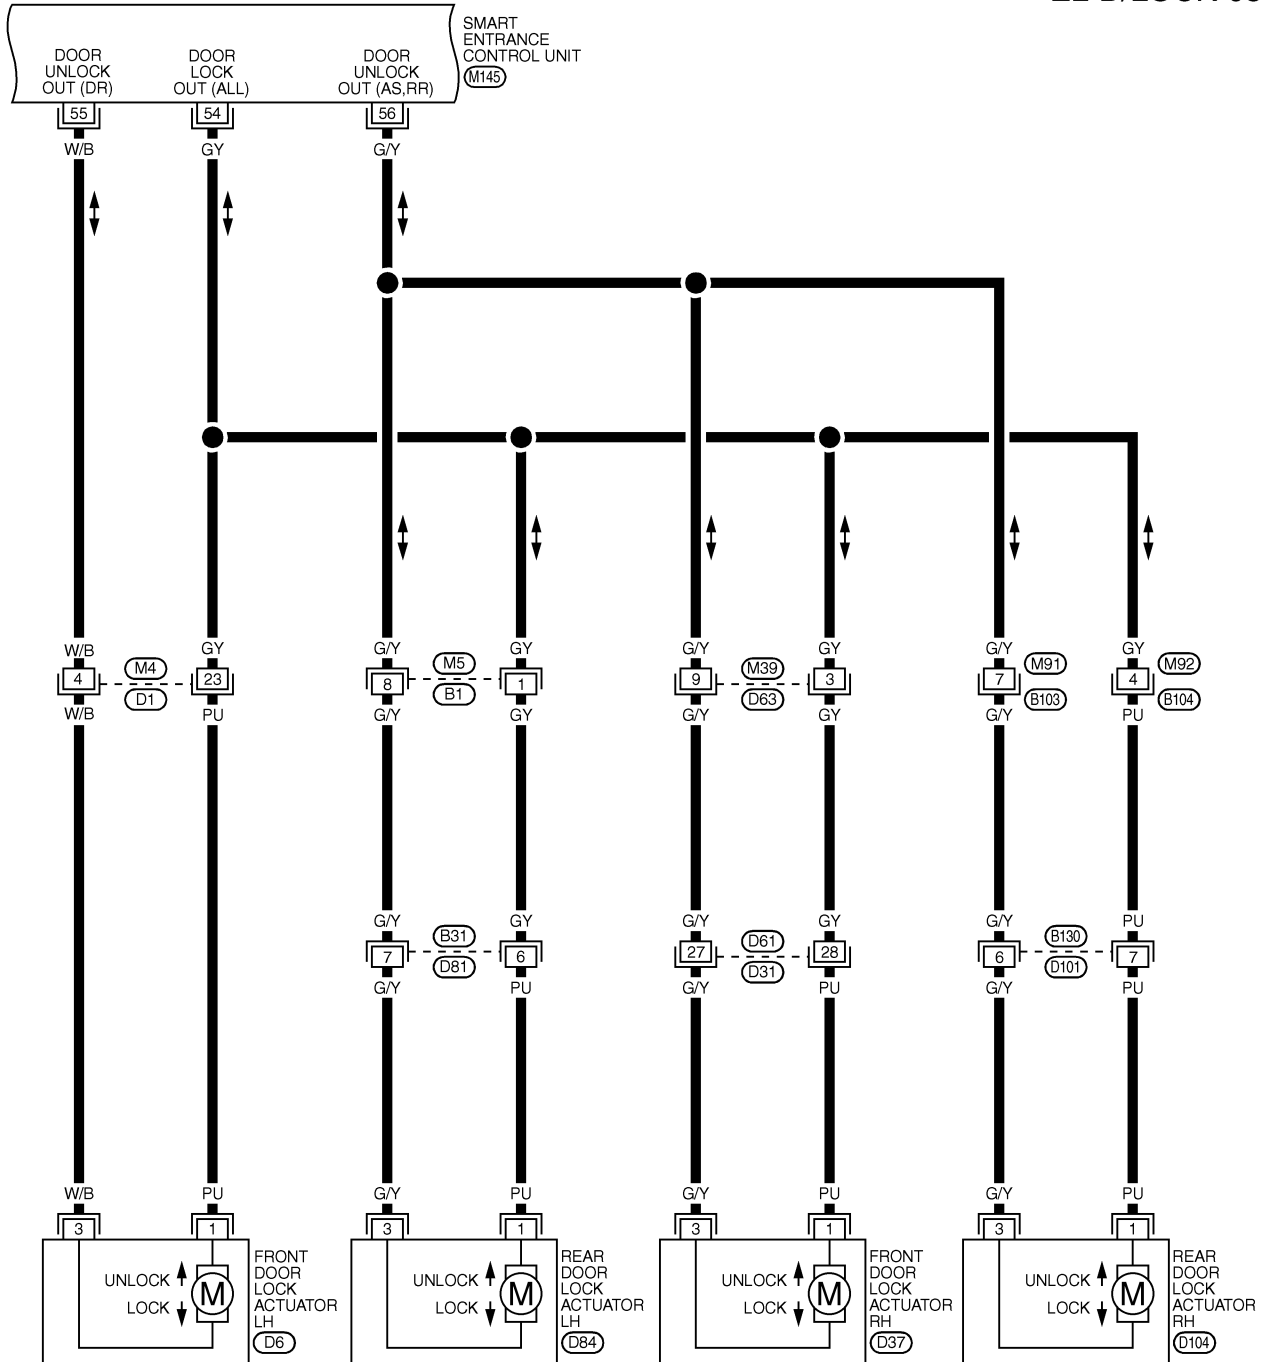 SMART
ENTRANCE
CONTROL UNIT
M145
DOOR
UNLOCK
OUT (DR)
DOOR
LOCK
OUT (ALL)
DOOR
UNLOCK
OUT (AS,RR)
55 54 56
W/B GY G/Y
W/B GY G/Y GY G/Y GY G/Y GY
M4 M5 M39 M91 M92
4 23 8 1 9 3 7 4
D1 B1 D63 B103 B104
W/B PU G/Y GY G/Y GY G/Y PU
G/Y GY G/Y GY G/Y PU
B31 D61 B130
7 6 27 28 6 7
D81 D31 D101
G/Y PU G/Y PU G/Y PU
W/B PU G/Y PU G/Y PU G/Y PU
3 1 3 1 3 1 3 1
UNLOCK
LOCK
M
FRONT
DOOR
LOCK
ACTUATOR
LH
D6
UNLOCK
LOCK
M
REAR
DOOR
LOCK
ACTUATOR
LH
D84
UNLOCK
LOCK
M
FRONT
DOOR
LOCK
ACTUATOR
RH
D37
UNLOCK
LOCK
M
REAR
DOOR
LOCK
ACTUATOR
RH
D104